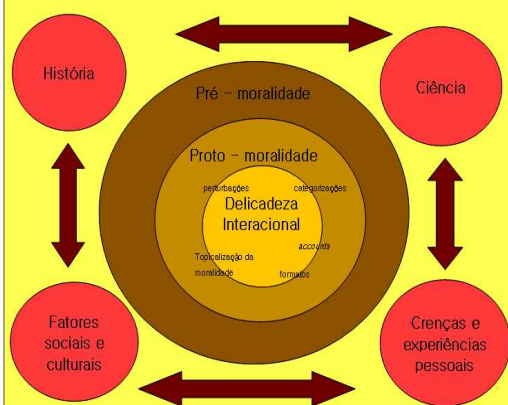 História
Ciência
Pré - moralidade
Proto - moralidade
perturbações
categorizações
Delicadeza
Interacional
accounts
Topicalização da
moralidade
formatos
Fatores
sociais e
culturais
Crenças e
experiências
pessoais